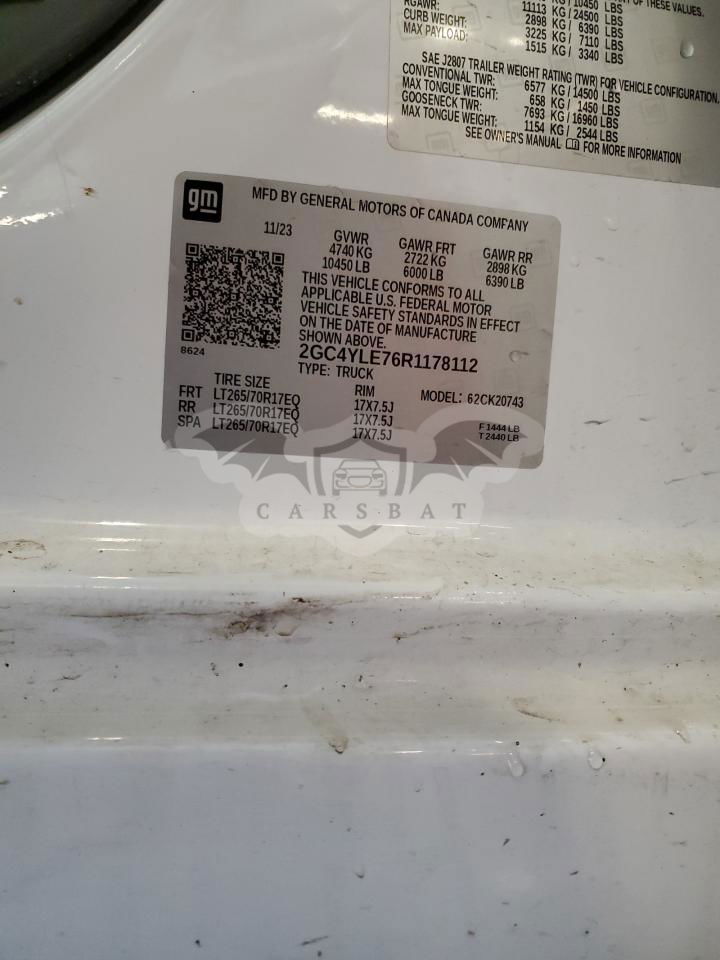 OF THESE VALUES.
KG / 10450 LBS
RGAWR: 11113 KG / 24500 LBS
CURB WEIGHT: 2898 KG / 6390 LBS
MAX PAYLOAD: 3225 KG / 7110 LBS
1515 KG / 3340 LBS
SAE J2807 TRAILER WEIGHT RATING (TWR) FOR VEHICLE CONFIGURATION.
CONVENTIONAL TWR: 6577 KG / 14500 LBS
MAX TONGUE WEIGHT: 658 KG / 1450 LBS
GOOSENECK TWR: 7693 KG / 16960 LBS
MAX TONGUE WEIGHT: 1154 KG / 2544 LBS
SEE OWNER'S MANUAL FOR MORE INFORMATION
gm
MFD BY GENERAL MOTORS OF CANADA COMPANY
11/23 GVWR GAWR FRT GAWR RR
4740 KG 2722 KG 2898 KG
10450 LB 6000 LB 6390 LB
THIS VEHICLE CONFORMS TO ALL
APPLICABLE U.S. FEDERAL MOTOR
VEHICLE SAFETY STANDARDS IN EFFECT
ON THE DATE OF MANUFACTURE
SHOWN ABOVE.
8624
2GC4YLE76R1178112
TYPE: TRUCK
TIRE SIZE RIM MODEL: 62CK20743
FRT LT265/70R17EQ 17X7.5J
RR LT265/70R17EQ 17X7.5J F 1444 LB
SPA LT265/70R17EQ 17X7.5J T 2440 LB
CARSBAT